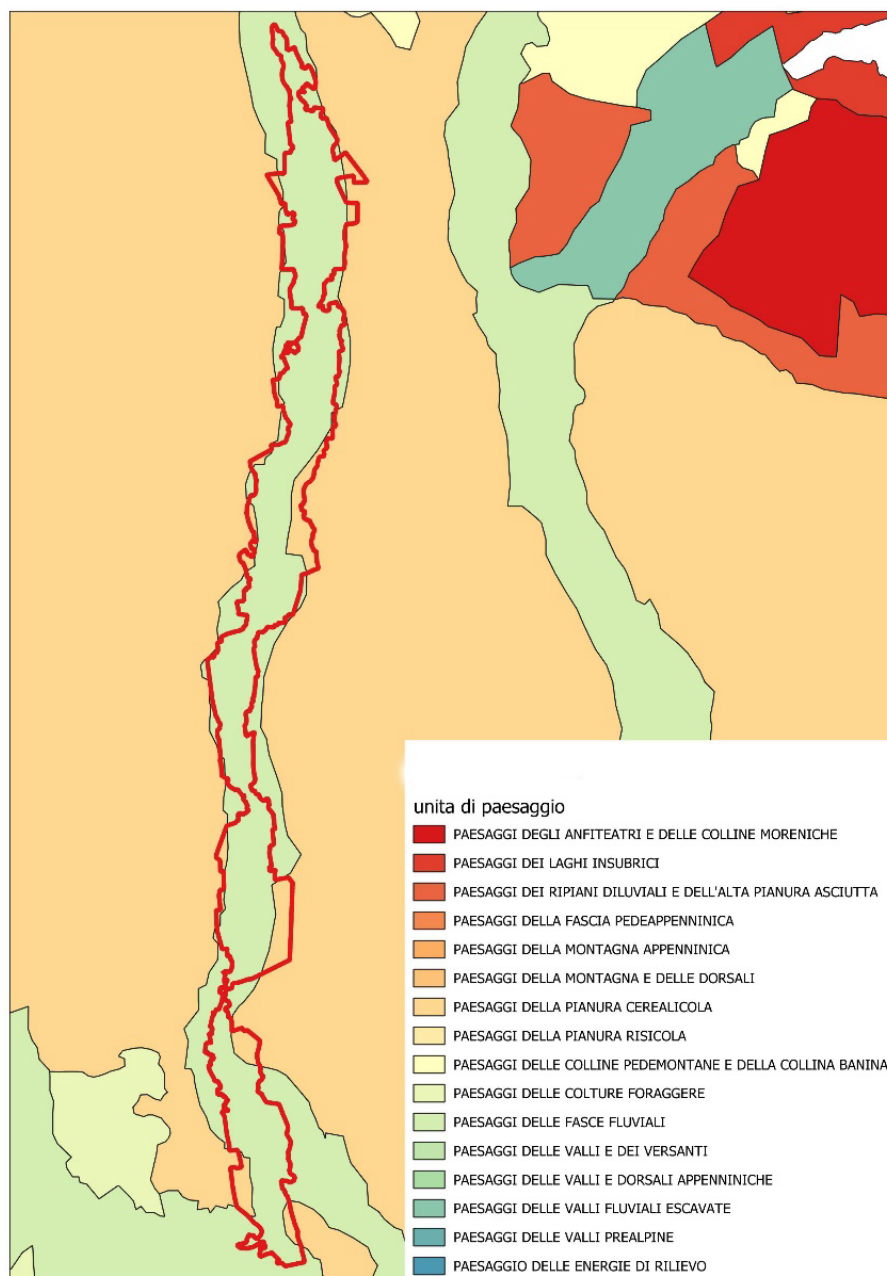 unita di paesaggio
PAESAGGI DEGLI ANFITEATRI E DELLE COLLINE MORENICHE
PAESAGGI DEI LAGHI INSUBRICI
PAESAGGI DEI RIPIANI DILUVIALI E DELL'ALTA PIANURA ASCIUTTA
PAESAGGI DELLA FASCIA PEDEAPPENNINICA
PAESAGGI DELLA MONTAGNA APPENNINICA
PAESAGGI DELLA MONTAGNA E DELLE DORSALI
PAESAGGI DELLA PIANURA CEREALICOLA
PAESAGGI DELLA PIANURA RISICOLA
PAESAGGI DELLE COLLINE PEDEMONTANE E DELLA COLLINA BANINA
PAESAGGI DELLE COLTURE FORAGGERE
PAESAGGI DELLE FASCE FLUVIALI
PAESAGGI DELLE VALLI E DEI VERSANTI
PAESAGGI DELLE VALLI E DORSALI APPENNINICHE
PAESAGGI DELLE VALLI FLUVIALI ESCAVATE
PAESAGGI DELLE VALLI PREALPINE
PAESAGGIO DELLE ENERGIE DI RILIEVO